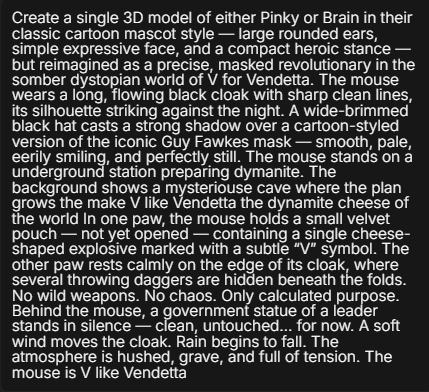 Create a single 3D model of either Pinky or Brain in their
classic cartoon mascot style — large rounded ears,
simple expressive face, and a compact heroic stance —
but reimagined as a precise, masked revolutionary in the
somber dystopian world of V for Vendetta. The mouse
wears a long, flowing black cloak with sharp clean lines,
its silhouette striking against the night. A wide-brimmed
black hat casts a strong shadow over a cartoon-styled
version of the iconic Guy Fawkes mask — smooth, pale,
eerily smiling, and perfectly still. The mouse stands on a
underground station preparing dymanite. The
background shows a mysteriouse cave where the plan
grows the make V like Vendetta the dynamite cheese of
the world In one paw, the mouse holds a small velvet
pouch — not yet opened — containing a single cheese-
shaped explosive marked with a subtle “V” symbol. The
other paw rests calmly on the edge of its cloak, where
several throwing daggers are hidden beneath the folds.
No wild weapons. No chaos. Only calculated purpose.
Behind the mouse, a government statue of a leader
stands in silence — clean, untouched... for now. A soft
wind moves the cloak. Rain begins to fall. The
atmosphere is hushed, grave, and full of tension. The
mouse is V like Vendetta